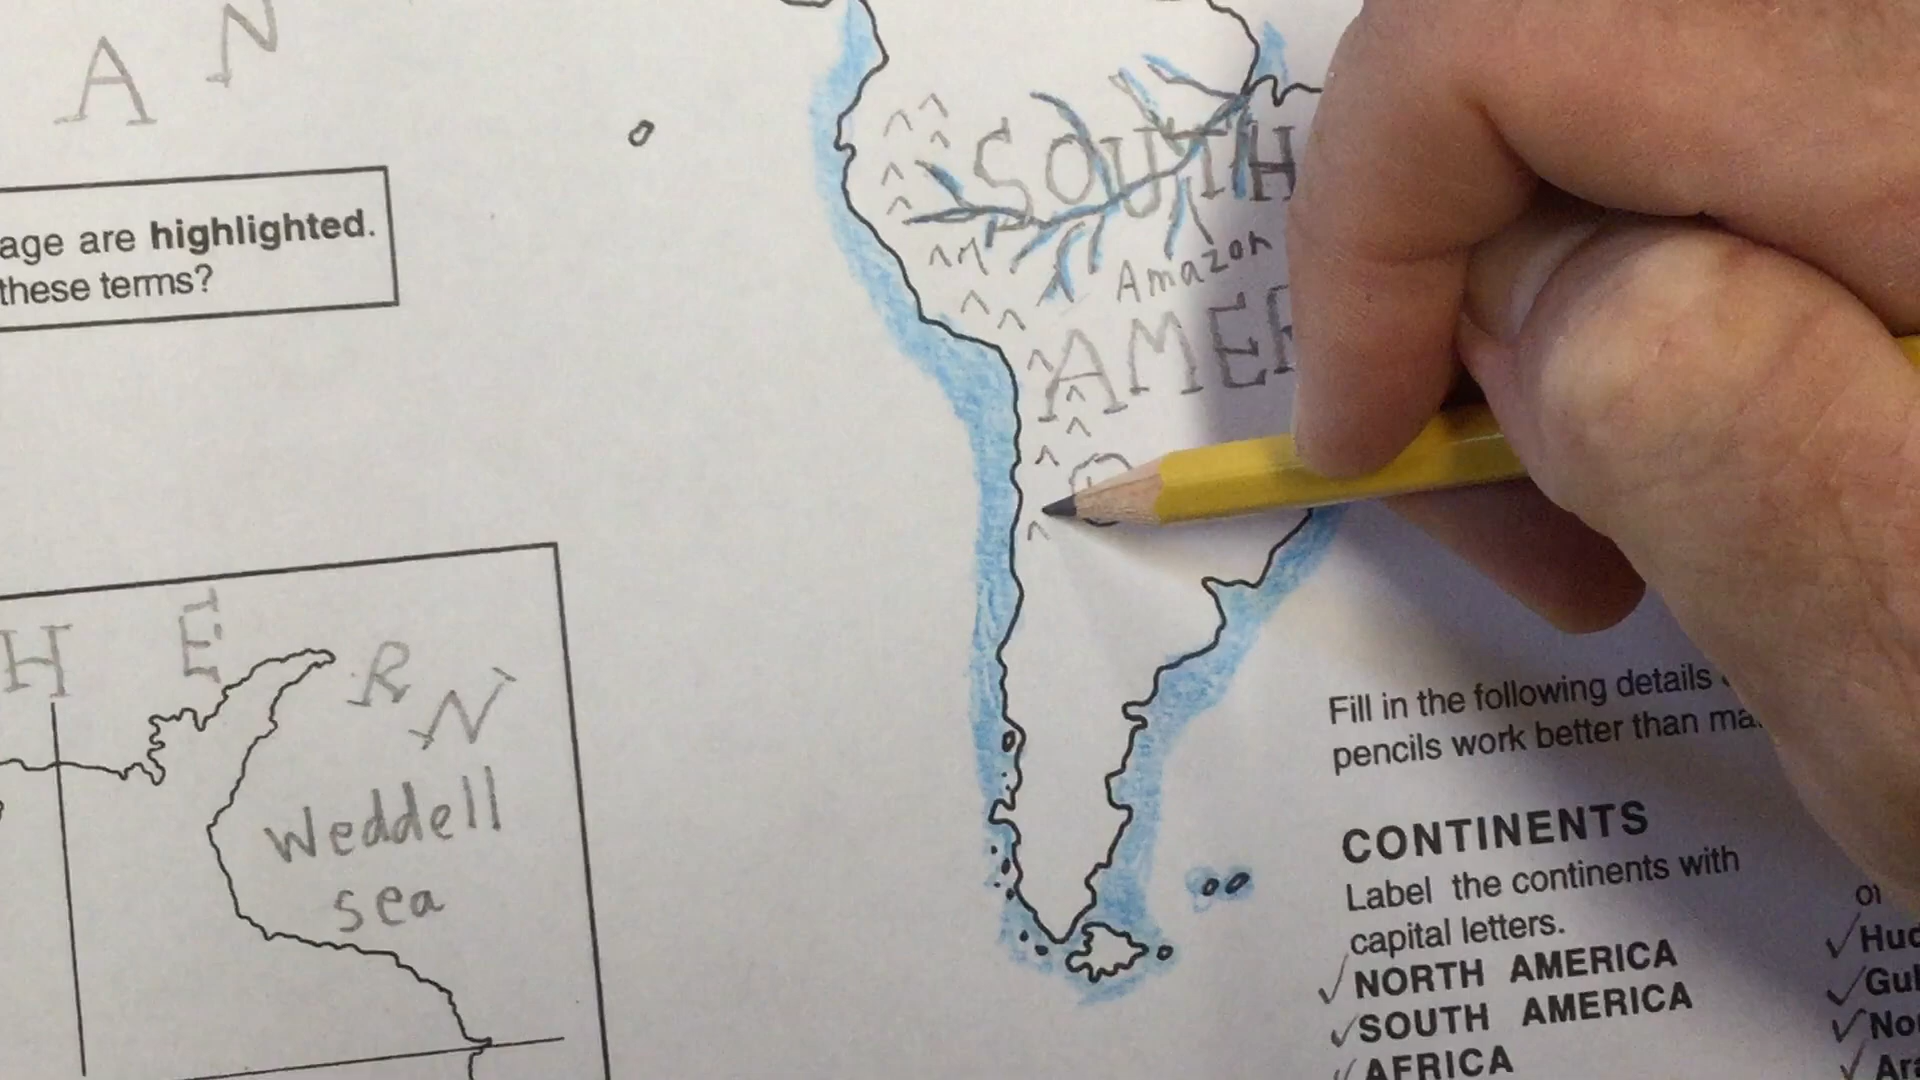 A N
age are highlighted.
these terms?
SOUTH
Amazon
AMER
H E R N
Weddell
sea
Fill in the following details
pencils work better than
CONTINENTS
Label the continents with
capital letters.
✓NORTH AMERICA
✓SOUTH AMERICA
✓AFRICA
✓Huc
✓Gul
✓No
✓Ara